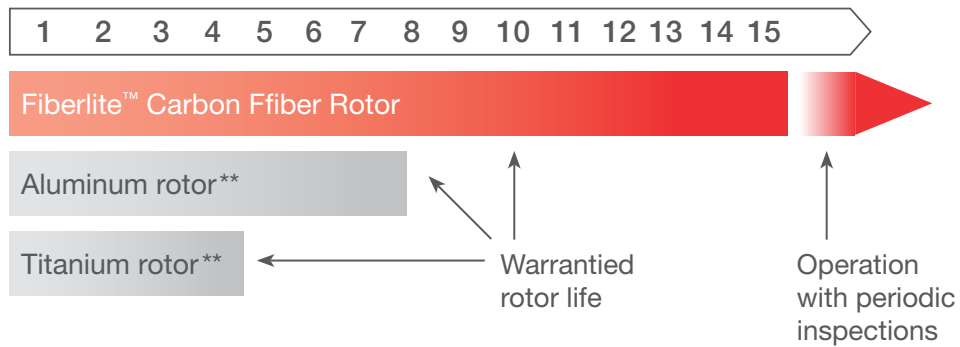 1 2 3 4 5 6 7 8 9 10 11 12 13 14 15
Fiberlite™ Carbon Ffiber Rotor
Aluminum rotor**
Titanium rotor**
Warrantied
rotor life
Operation
with periodic
inspections